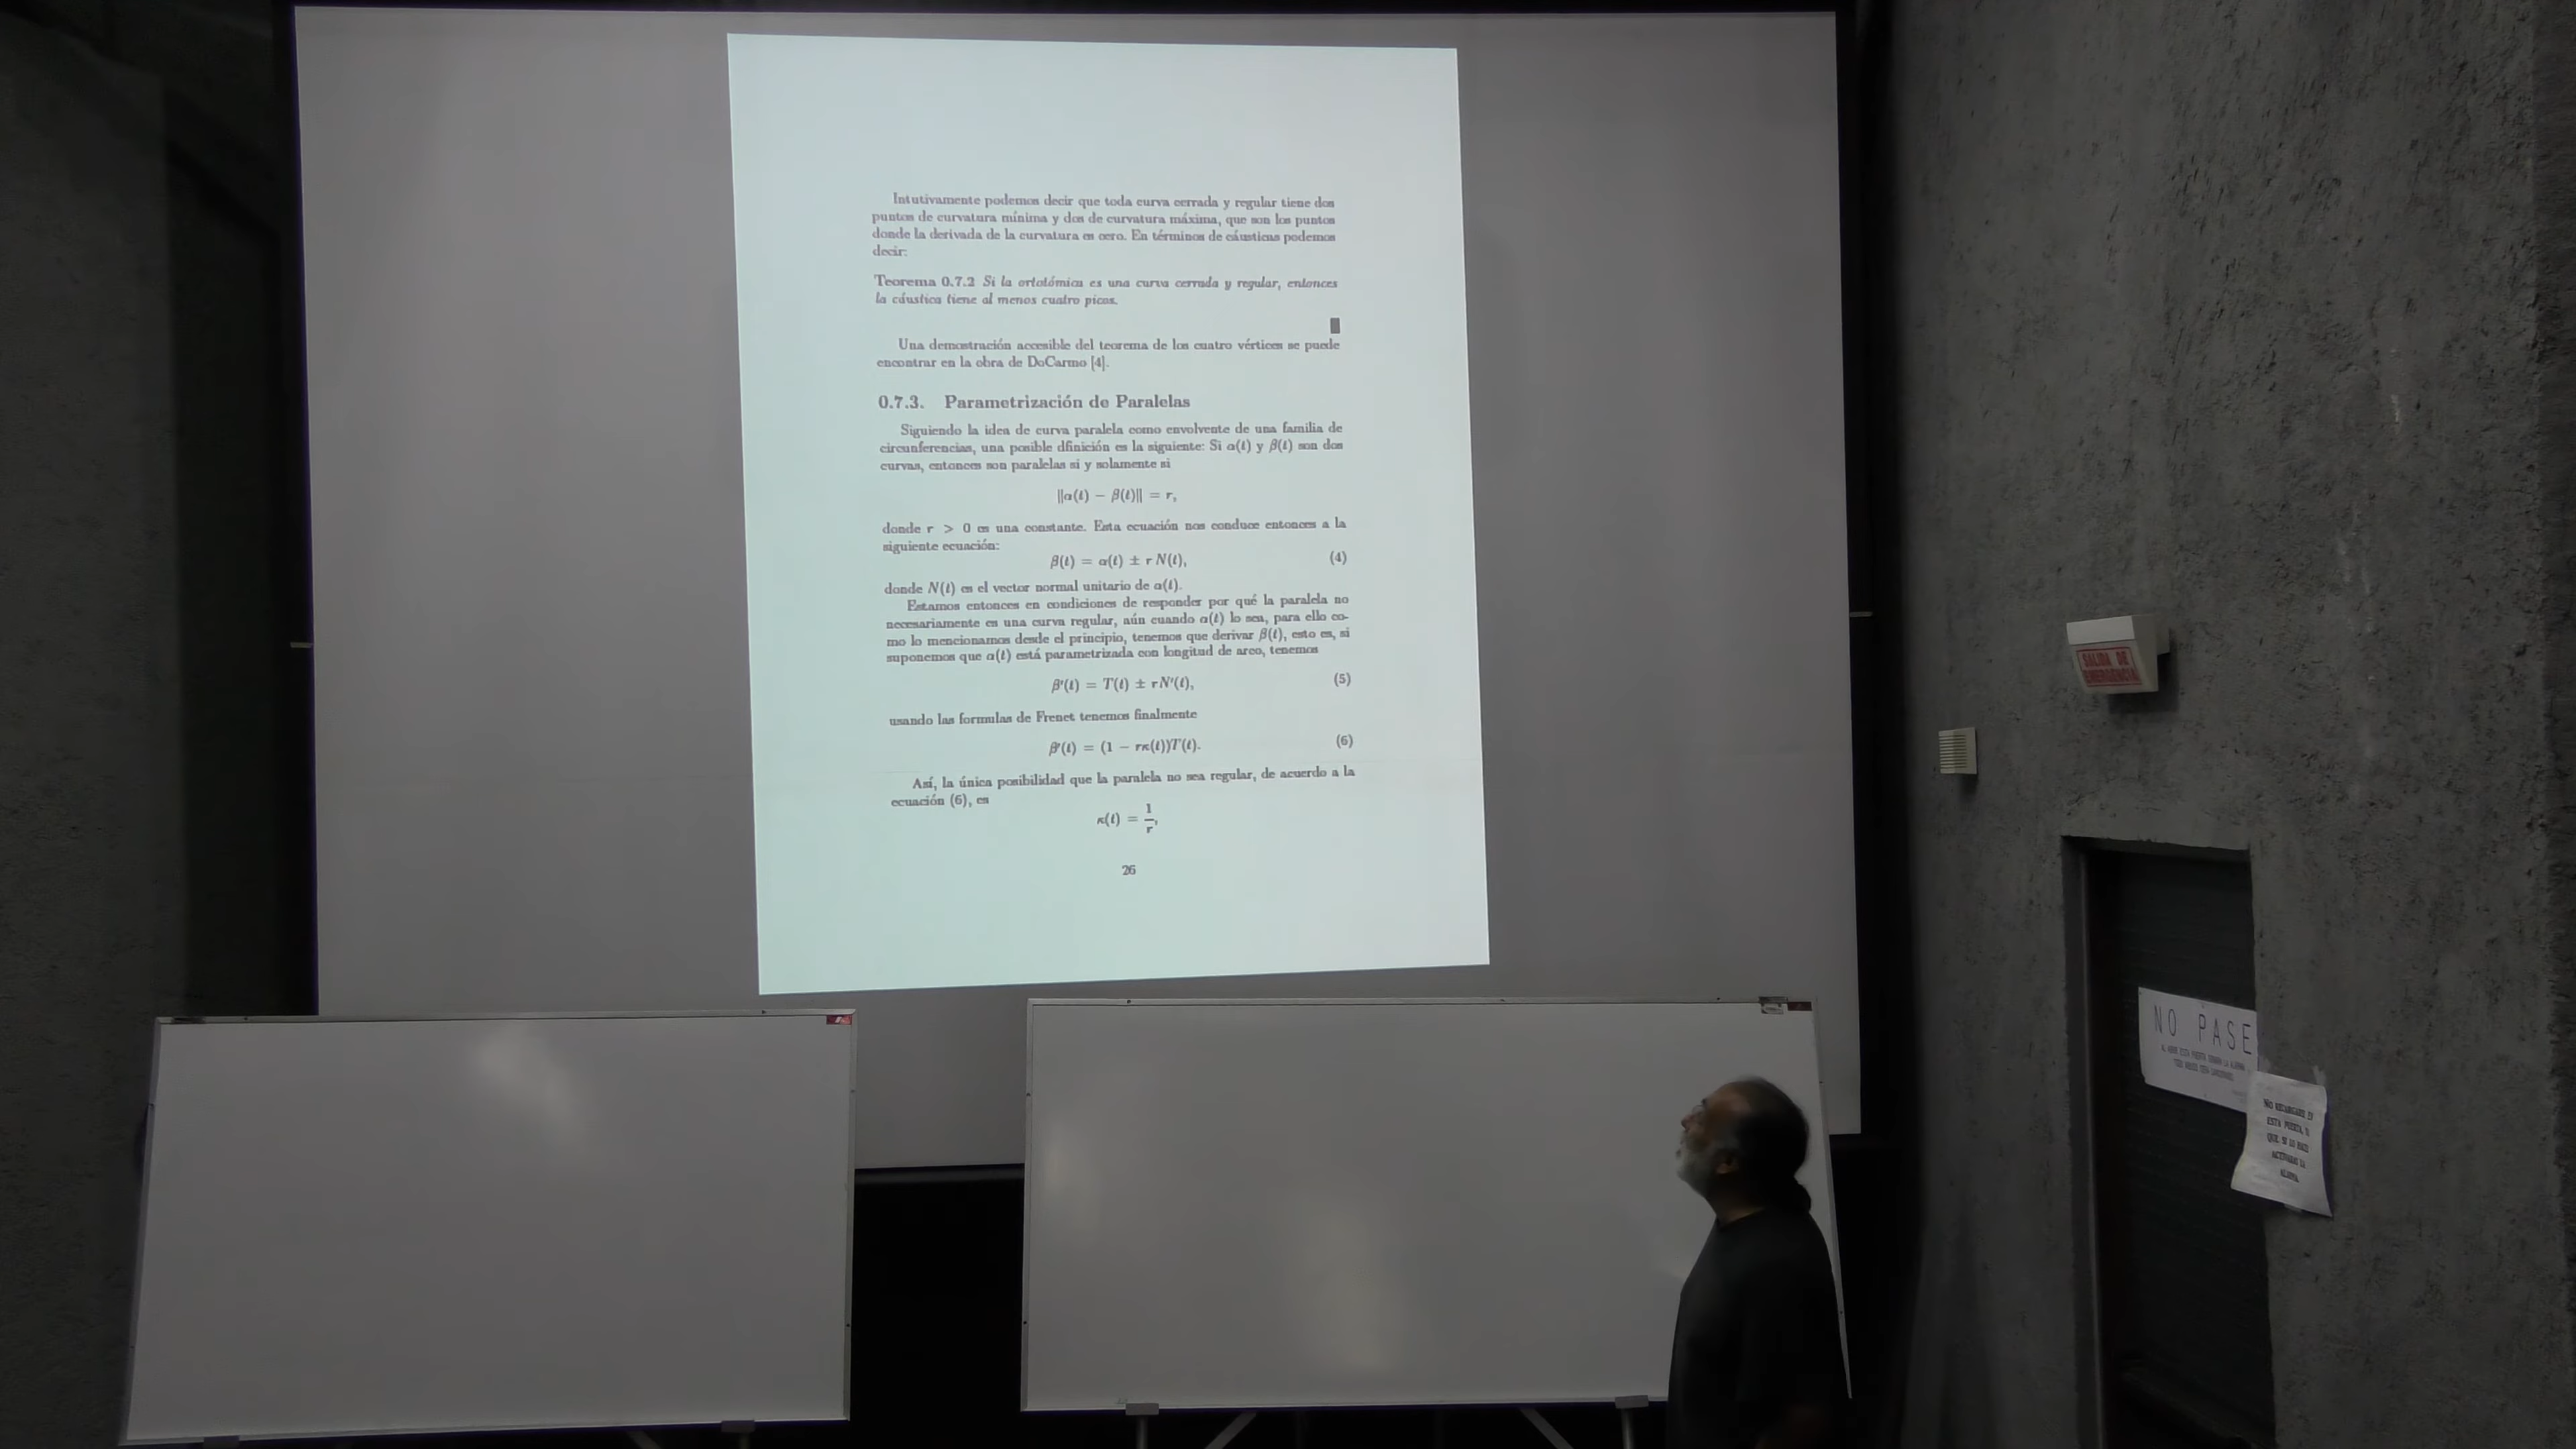 Intutivamente podemos decir que toda curva cerrada y regular tiene dos
puntos de curvatura mínima y dos de curvatura máxima, que son los puntos
donde la derivada de la curvatura es cero. En términos de cáusticas podemos
decir:
Teorema 0.7.2 Si la ortotómica es una curva cerrada y regular, entonces
la cáustica tiene al menos cuatro picos.
Una demostración accesible del teorema de los cuatro vértices se puede
encontrar en la obra de DoCarmo [4].
0.7.3. Parametrización de Paralelas
Siguiendo la idea de curva paralela como envolvente de una familia de
circunferencias, una posible dfinición es la siguiente: Si α(t) y β(t) son dos
curvas, entonces son paralelas si y solamente si
||α(t) − β(t)|| = r,
donde r > 0 es una constante. Esta ecuación nos conduce entonces a la
siguiente ecuación:
β(t) = α(t) ± r N(t), (4)
donde N(t) es el vector normal unitario de α(t).
Estamos entonces en condiciones de responder por qué la paralela no
necesariamente es una curva regular, aún cuando α(t) lo sea, para ello co-
mo lo mencionamos desde el principio, tenemos que derivar β(t), esto es, si
suponemos que α(t) está parametrizada con longitud de arco, tenemos
β'(t) = T(t) ± rN'(t), (5)
usando las formulas de Frenet tenemos finalmente
β'(t) = (1 − rκ(t))T(t). (6)
Así, la única posibilidad que la paralela no sea regular, de acuerdo a la
ecuación (6), es
κ(t) = 1/r,
26
SALIDA DE
EMERGENCIA
NO PASE
ESTA PUERTA
ALARMA